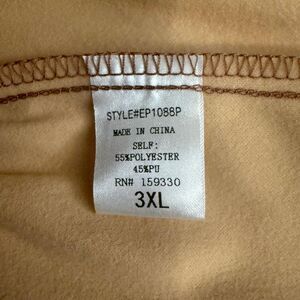 STYLE#EP1088P
MADE IN CHINA
SELF:
55%POLYESTER
45%PU
RN# 159330
3XL